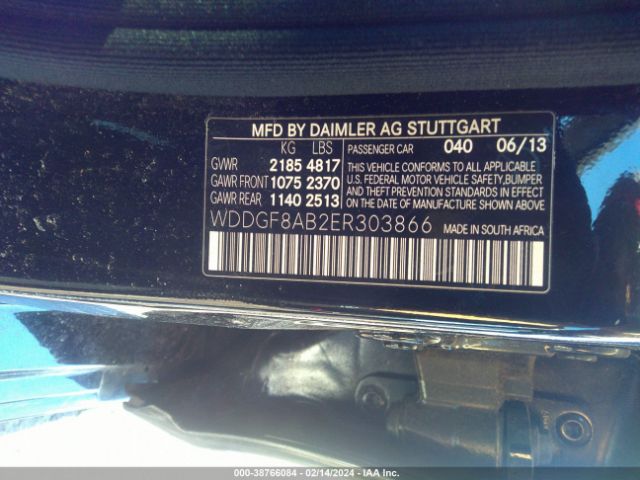 MFD BY DAIMLER AG STUTTGART
KG LBS PASSENGER CAR 040 06/13
GVWR 2185 4817
GAWR FRONT 1075 2370
GAWR REAR 1140 2513
THIS VEHICLE CONFORMS TO ALL APPLICABLE
U.S. FEDERAL MOTOR VEHICLE SAFETY, BUMPER
AND THEFT PREVENTION STANDARDS IN EFFECT
ON THE DATE OF MANUFACTURE SHOWN ABOVE.
WDDGF8AB2ER303866 MADE IN SOUTH AFRICA
000-38766084 - 02/14/2024 - IAA Inc.